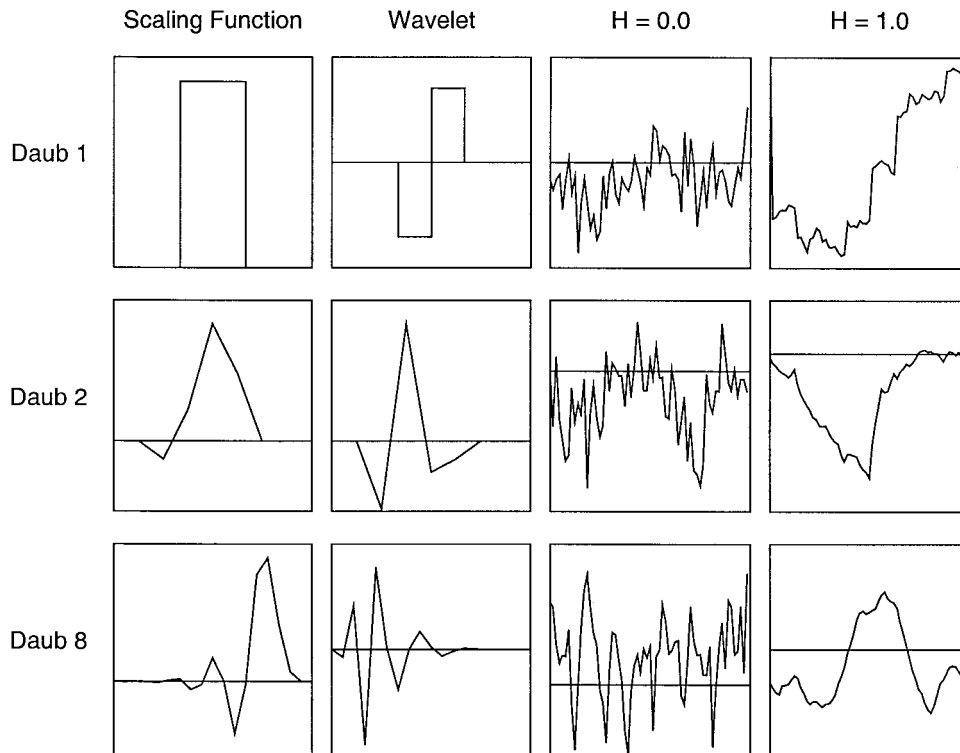 Scaling Function Wavelet H = 0.0 H = 1.0
Daub 1
Daub 2
Daub 8